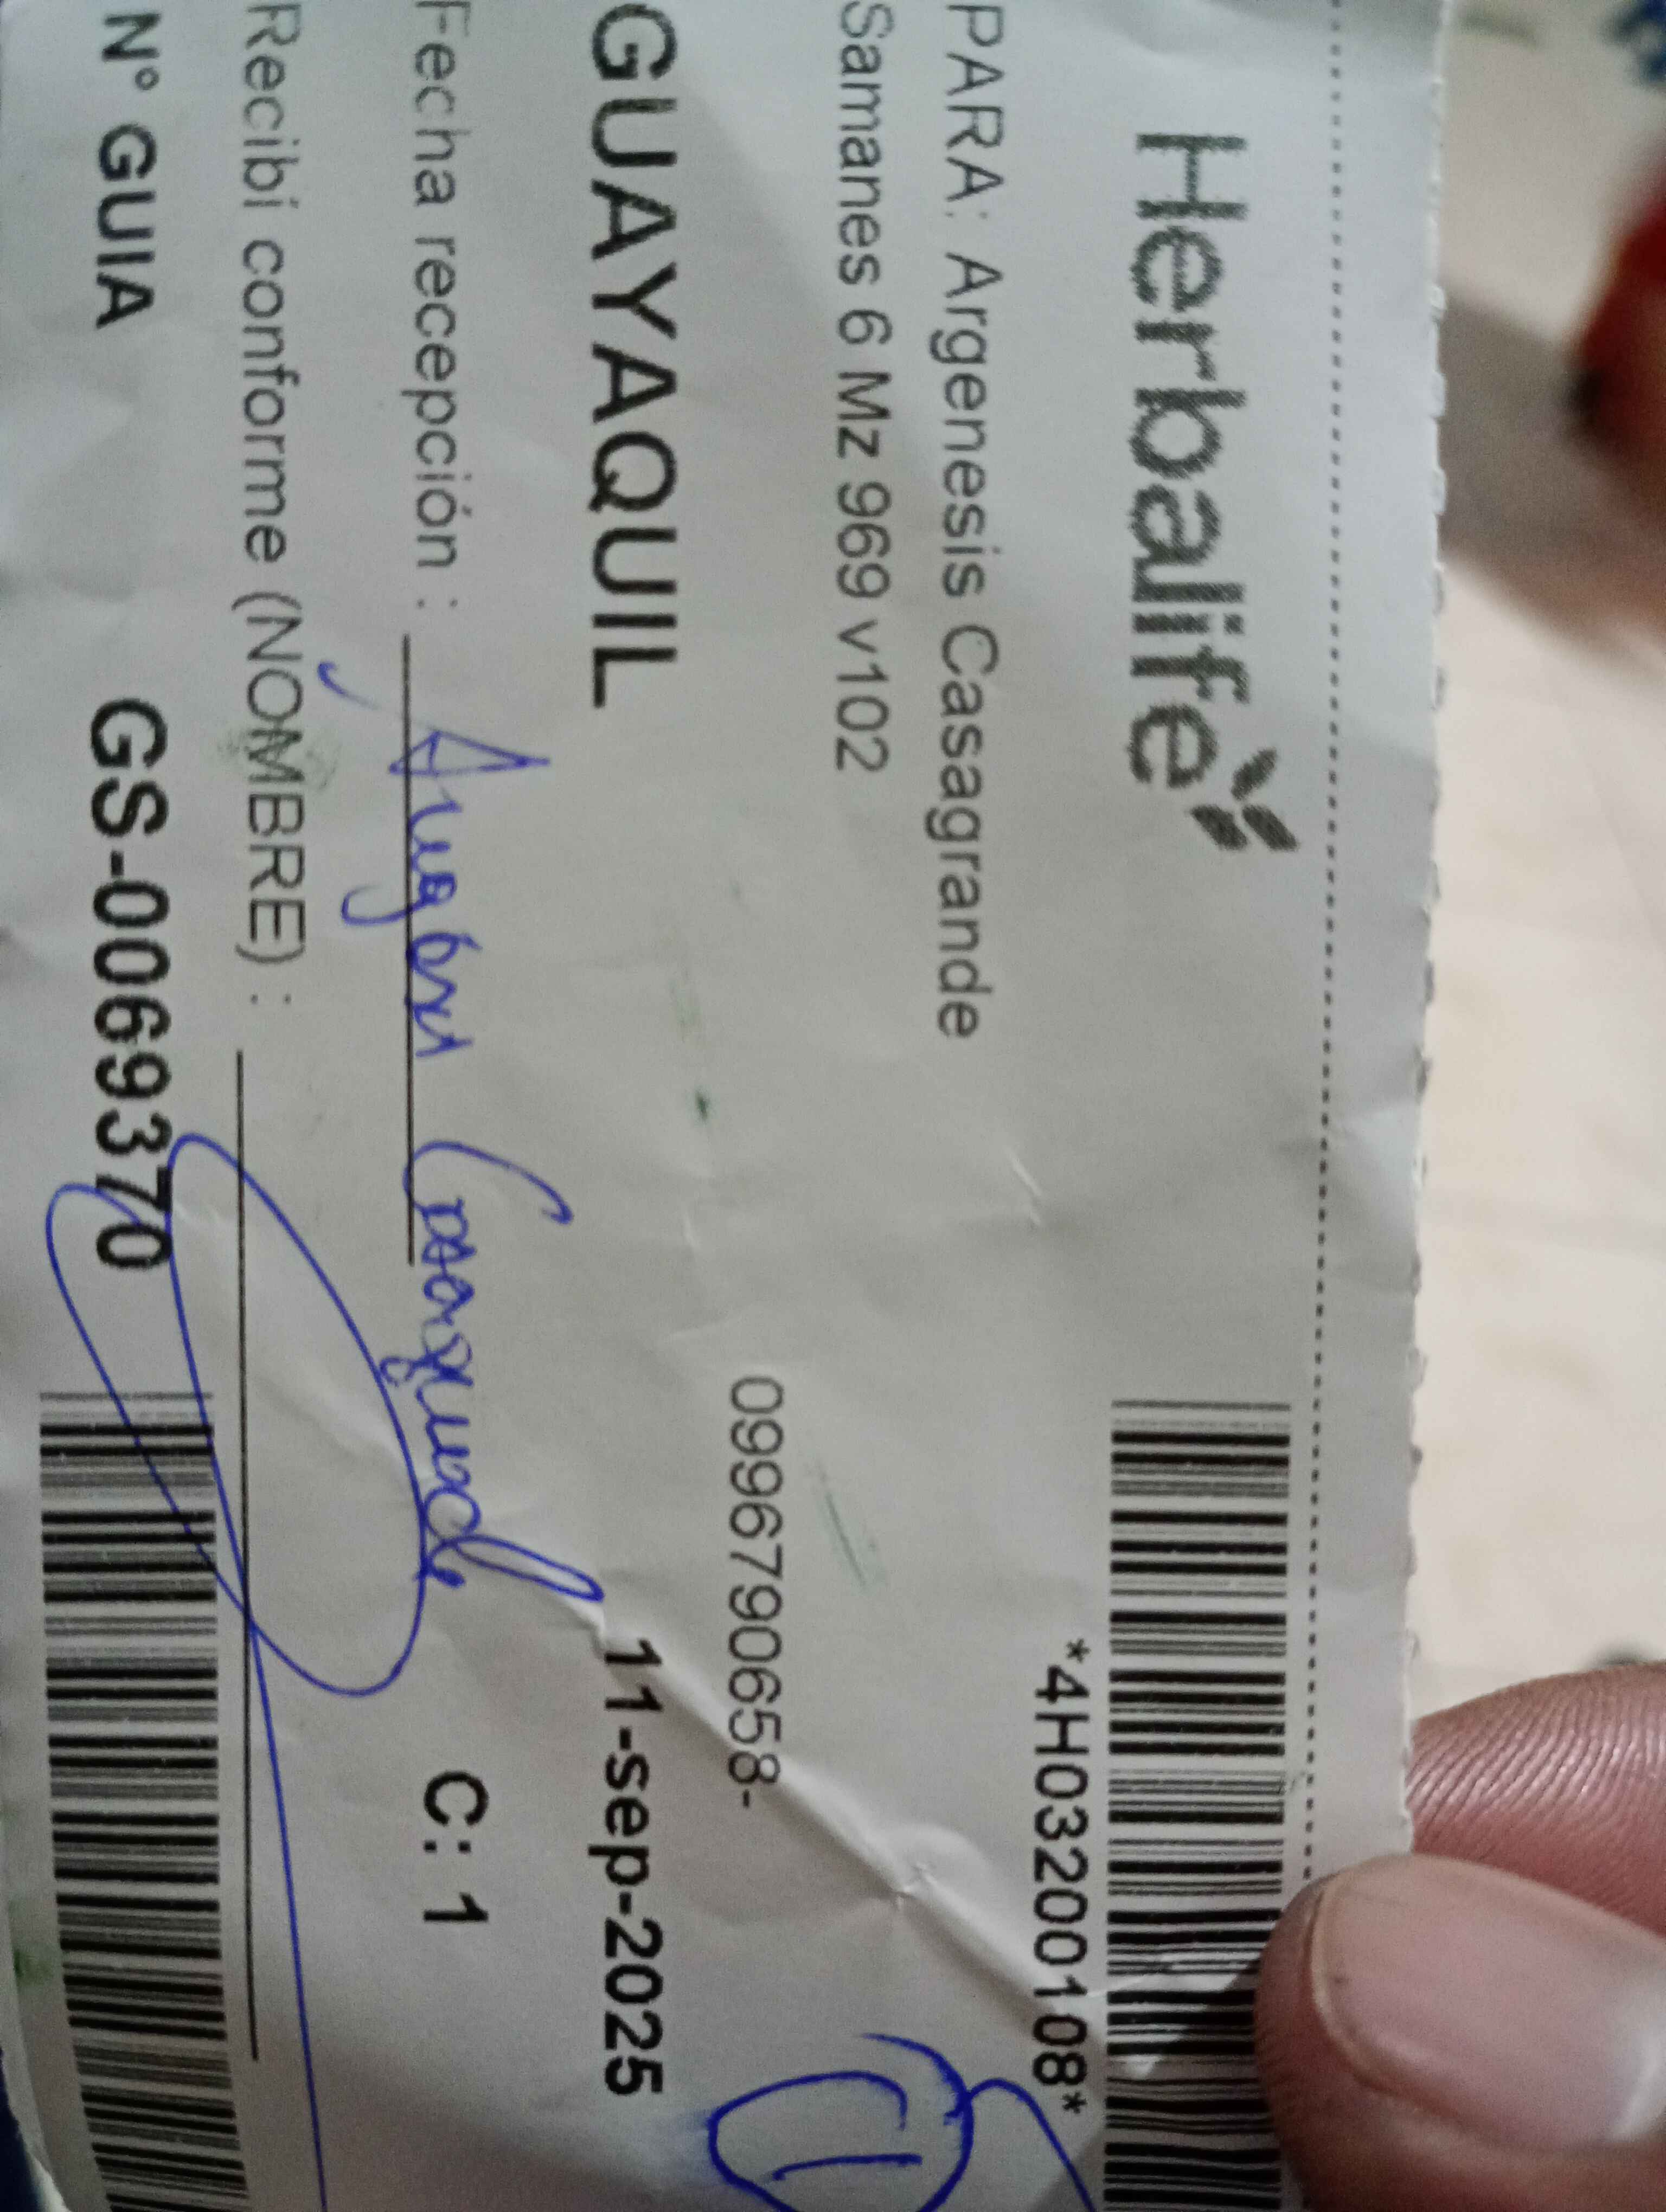 Herbalife
*4H03200108*
PARA: Argenesis Casagrande
Samanes 6 Mz 969 v102
0996790658-
GUAYAQUIL 11-sep-2025
Fecha recepción : Casagrande C: 1
Recibí conforme (NOMBRE) :
Nº GUIA GS-00693370